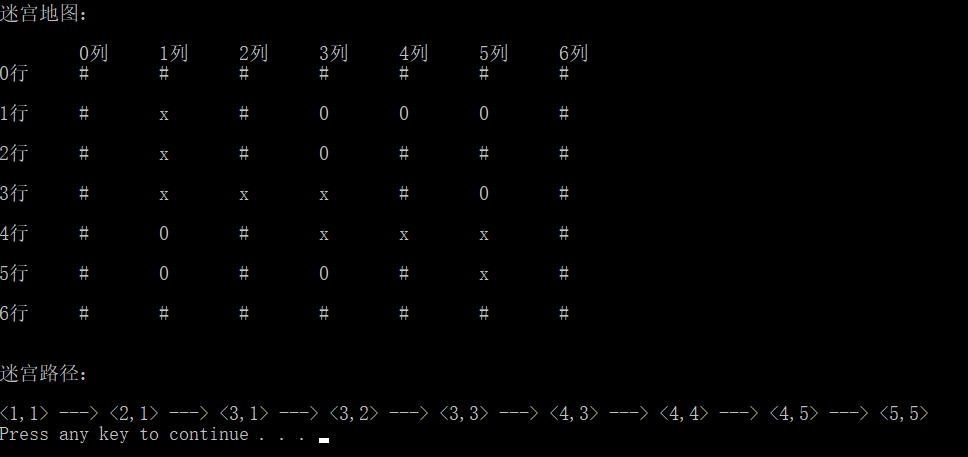 迷宫地图:
0列 1列 2列 3列 4列 5列 6列
0行 # # # # # # #
1行 # x # 0 0 0 #
2行 # x # 0 # # #
3行 # x x x # 0 #
4行 # 0 # x x x #
5行 # 0 # 0 # x #
6行 # # # # # # #
迷宫路径:
<1,1> ---> <2,1> ---> <3,1> ---> <3,2> ---> <3,3> ---> <4,3> ---> <4,4> ---> <4,5> ---> <5,5>
Press any key to continue . . .